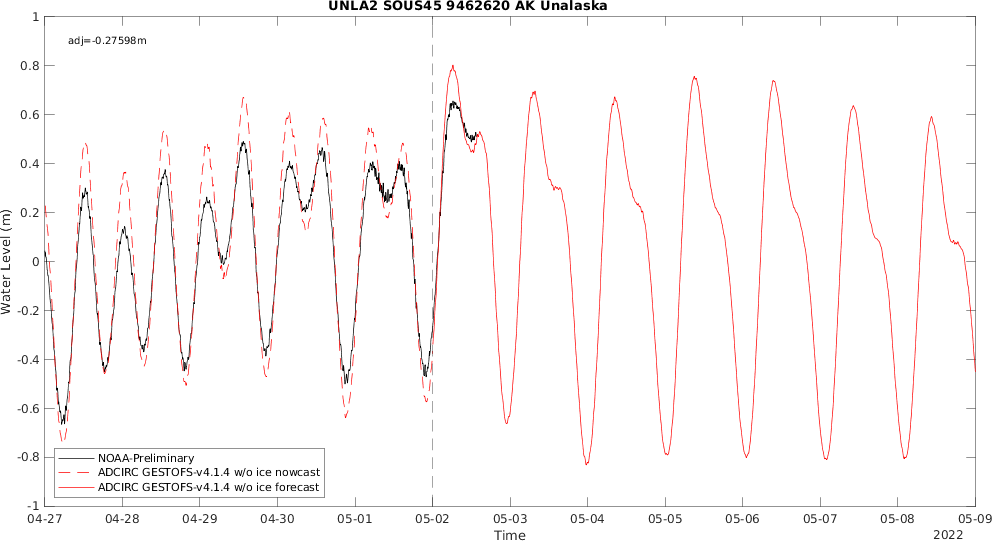 UNLA2 SOUS45 9462620 AK Unalaska
adj=-0.27598m
Water Level (m)
1
0.8
0.6
0.4
0.2
0
-0.2
-0.4
-0.6
-0.8
-1
NOAA-Preliminary
ADCIRC GESTOFS-v4.1.4 w/o ice nowcast
ADCIRC GESTOFS-v4.1.4 w/o ice forecast
04-27 04-28 04-29 04-30 05-01 05-02 05-03 05-04 05-05 05-06 05-07 05-08 05-09
Time
2022